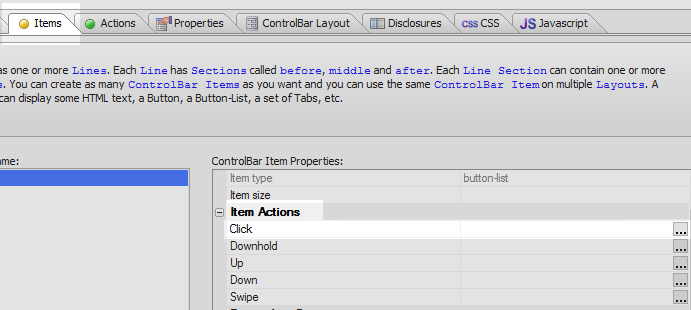 Items Actions Properties ControlBar Layout Disclosures css CSS JS Javascript
as one or more Lines. Each Line has Sections called before, middle and after. Each Line Section can contain one or more
s. You can create as many ControlBar Items as you want and you can use the same ControlBar Item on multiple Layouts. A
can display some HTML text, a Button, a Button-List, a set of Tabs, etc.
ame:
ControlBar Item Properties:
Item type button-list
Item size
Item Actions
Click ...
Downhold ...
Up ...
Down ...
Swipe ...